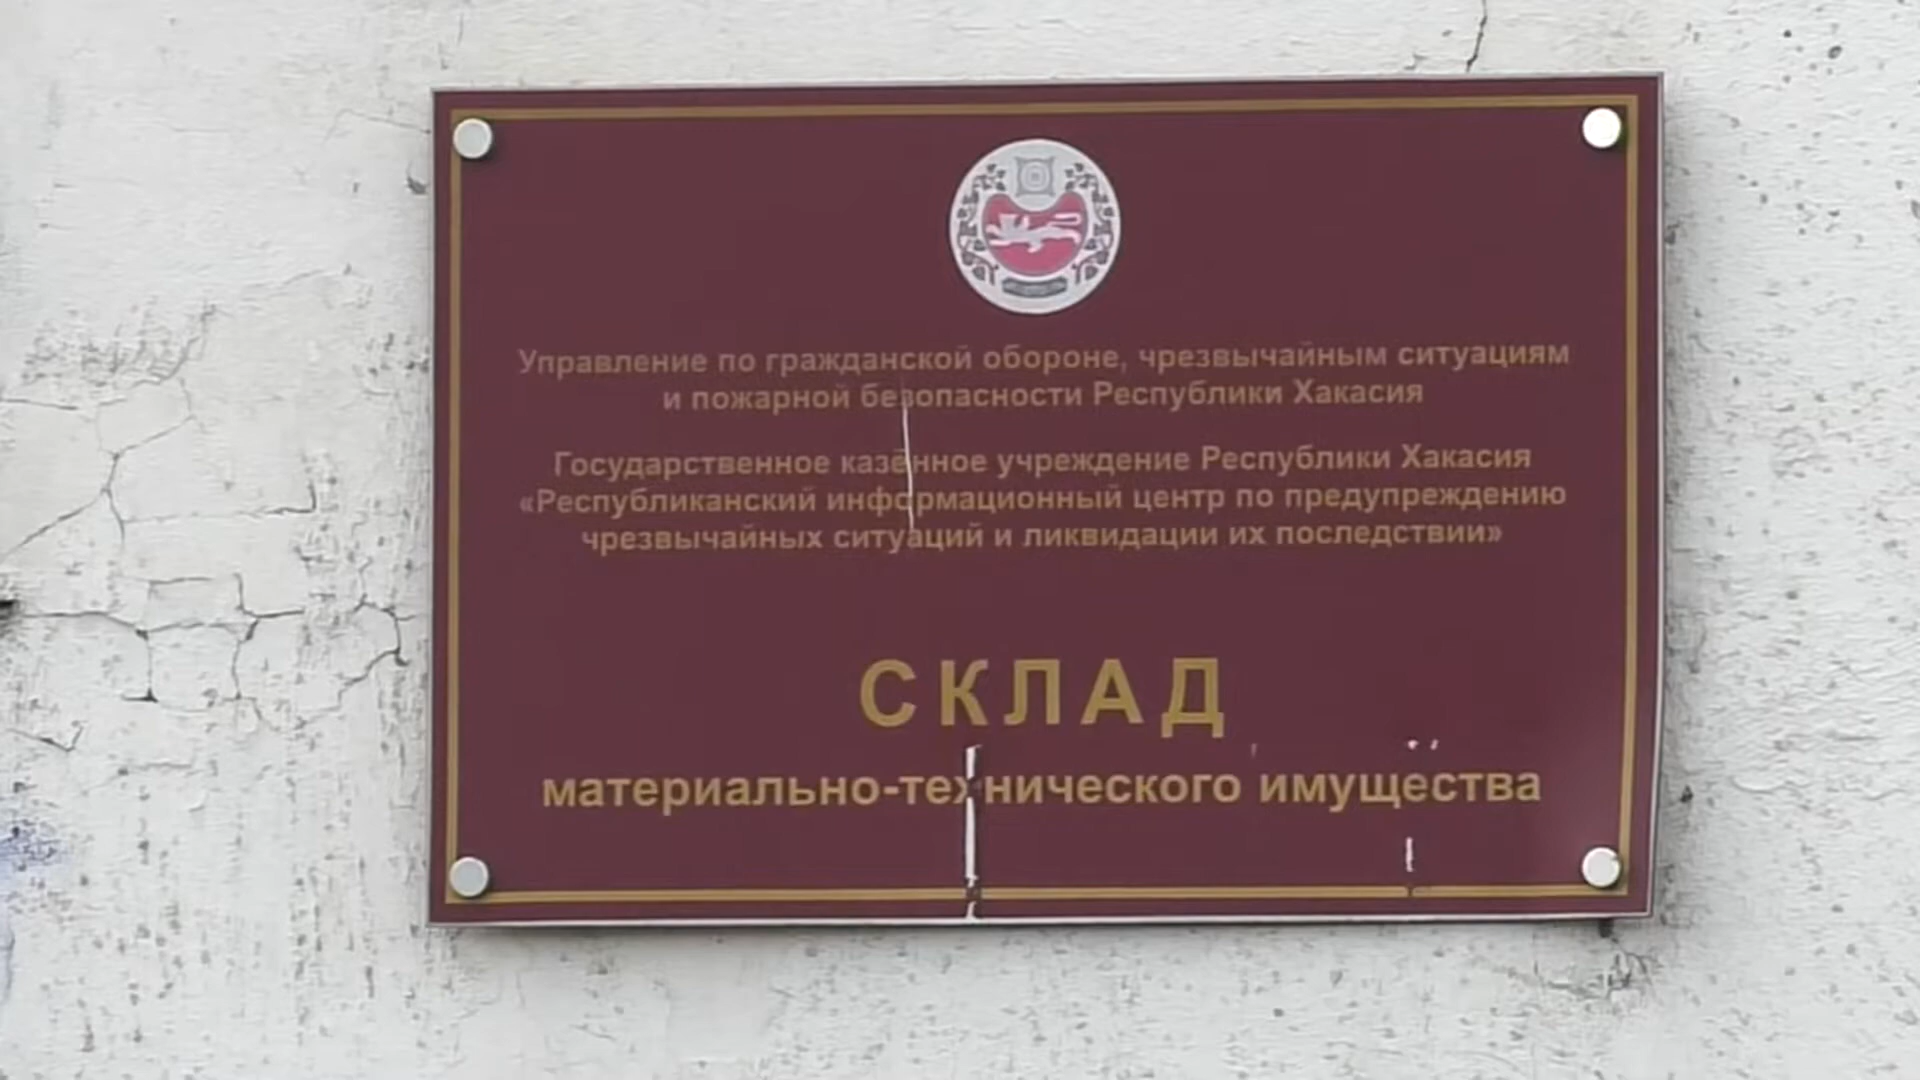 Управление по гражданской обороне, чрезвычайным ситуациям
и пожарной безопасности Республики Хакасия
Государственное казённое учреждение Республики Хакасия
«Республиканский информационный центр по предупреждению
чрезвычайных ситуаций и ликвидации их последствии»
СКЛАД
материально-технического имущества